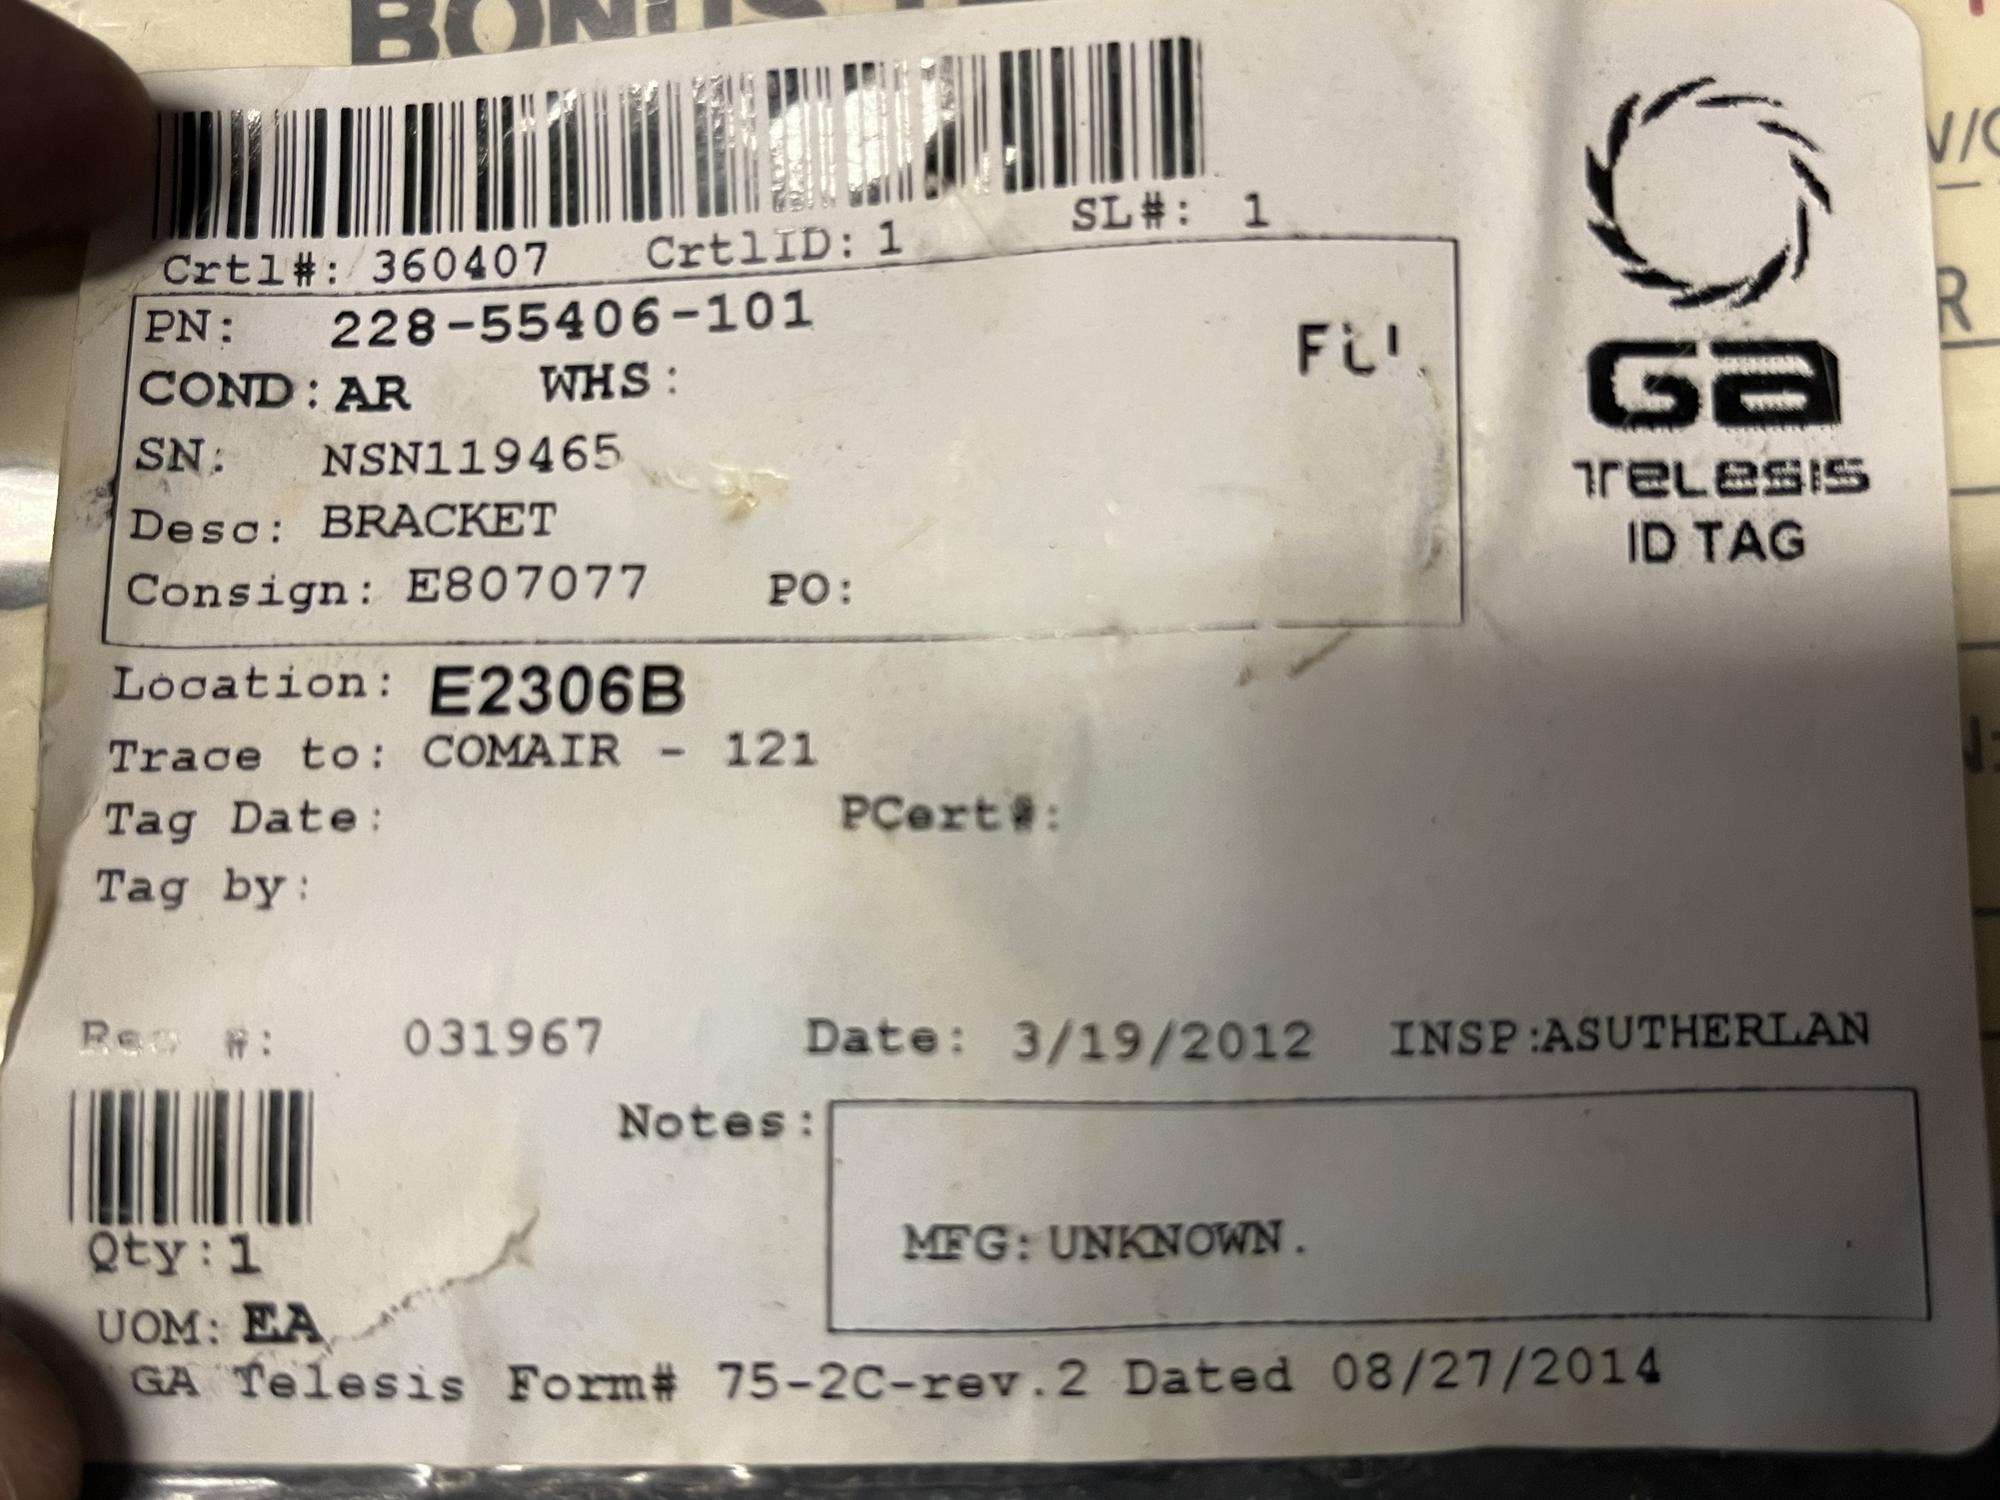 Crtl#: 360407 CrtlID: 1 SL#: 1
PN: 228-55406-101
COND: AR WHS:
SN: NSN119465
Desc: BRACKET
Consign: E807077 PO:
GA
TELESIS
ID TAG
Location: E2306B
Trace to: COMAIR - 121
Tag Date: PCert#:
Tag by:
#: 031967 Date: 3/19/2012 INSP:ASUTHERLAN
Notes:
MFG: UNKNOWN.
Qty: 1
UOM: EA
GA Telesis Form# 75-2C-rev.2 Dated 08/27/2014